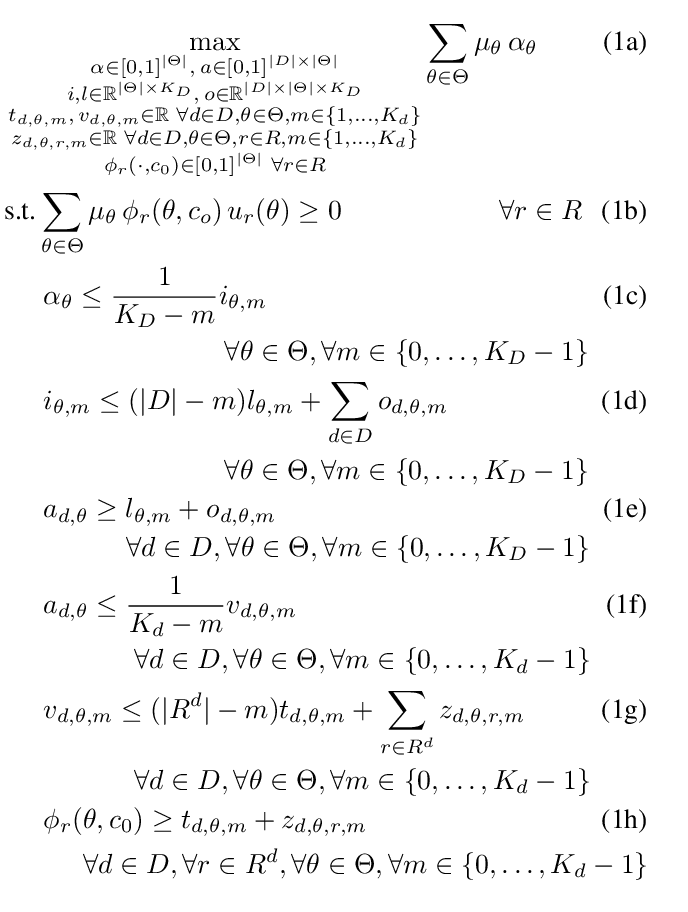 max_{α∈[0,1]^{|Θ|}, a∈[0,1]^{|D|×|Θ|}} ∑_{θ∈Θ} μ_θ α_θ (1a)
i,l∈ℝ^{|Θ|×K_D}, o∈ℝ^{|D|×|Θ|×K_D}
t_{d,θ,m}, v_{d,θ,m}∈ℝ ∀d∈D,θ∈Θ,m∈{1,...,K_d}
z_{d,θ,r,m}∈ℝ ∀d∈D,θ∈Θ,r∈R,m∈{1,...,K_d}
ϕ_r(·,c_0)∈[0,1]^{|Θ|} ∀r∈R
s.t. ∑_{θ∈Θ} μ_θ ϕ_r(θ, c_o) u_r(θ) ≥ 0 ∀r ∈ R (1b)
α_θ ≤ \frac{1}{K_D − m} i_{θ,m} (1c)
∀θ ∈ Θ, ∀m ∈ {0, . . . , K_D − 1}
i_{θ,m} ≤ (|D| − m)l_{θ,m} + ∑_{d∈D} o_{d,θ,m} (1d)
∀θ ∈ Θ, ∀m ∈ {0, . . . , K_D − 1}
a_{d,θ} ≥ l_{θ,m} + o_{d,θ,m} (1e)
∀d ∈ D, ∀θ ∈ Θ, ∀m ∈ {0, . . . , K_D − 1}
a_{d,θ} ≤ \frac{1}{K_d − m} v_{d,θ,m} (1f)
∀d ∈ D, ∀θ ∈ Θ, ∀m ∈ {0, . . . , K_d − 1}
v_{d,θ,m} ≤ (|R^d| − m)t_{d,θ,m} + ∑_{r∈R^d} z_{d,θ,r,m} (1g)
∀d ∈ D, ∀θ ∈ Θ, ∀m ∈ {0, . . . , K_d − 1}
ϕ_r(θ, c_0) ≥ t_{d,θ,m} + z_{d,θ,r,m} (1h)
∀d ∈ D, ∀r ∈ R^d, ∀θ ∈ Θ, ∀m ∈ {0, . . . , K_d − 1}